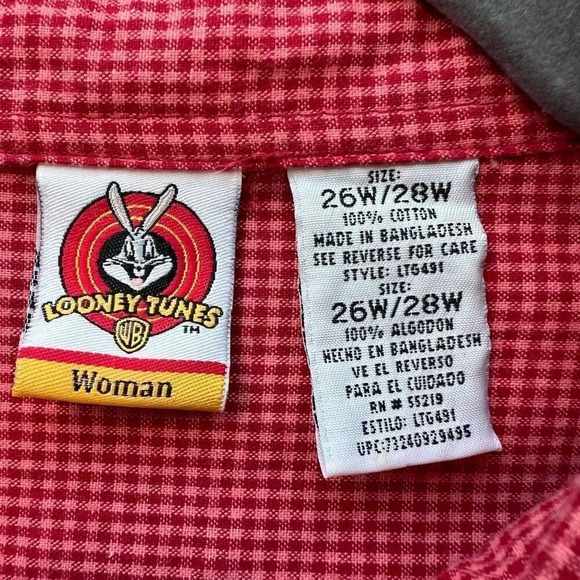 LOONEY TUNES
WB
TM
Woman
SIZE:
26W/28W
100% COTTON
MADE IN BANGLADESH
SEE REVERSE FOR CARE
STYLE: LTG491
SIZE:
26W/28W
100% ALGODON
HECHO EN BANGLADESH
VE EL REVERSO
PARA EL CUIDADO
RN # 55219
ESTILO: LTG491
UPC:73240929495